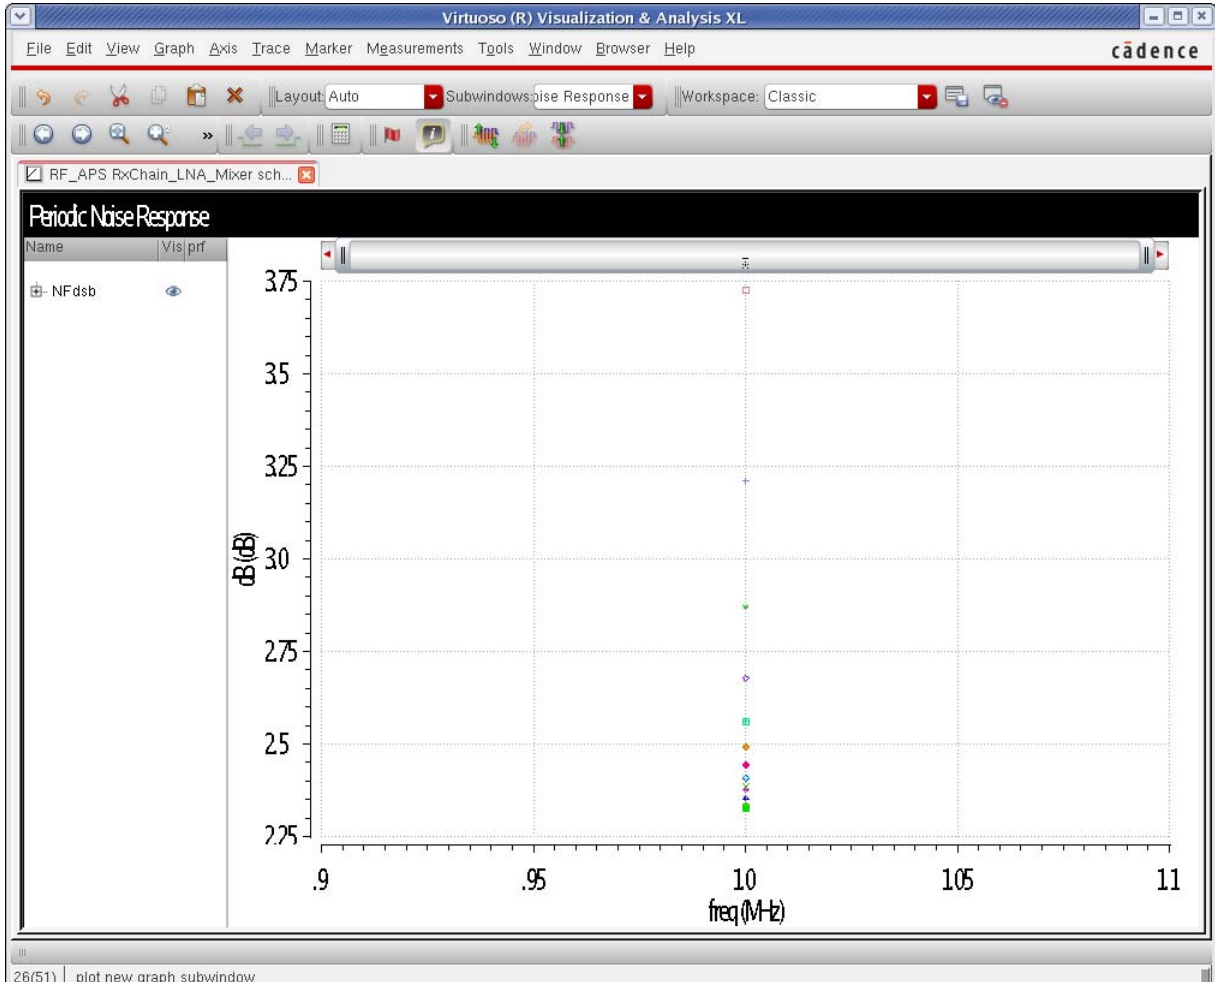 Virtuoso (R) Visualization & Analysis XL
File Edit View Graph Axis Trace Marker Measurements Tools Window Browser Help
cādence
Layout: Auto Subwindows: oise Response Workspace: Classic
»
RF_APS RxChain_LNA_Mixer sch...
Periodic Noise Response
Name Vis prf
NFdsb
3.75
3.5
3.25
3.0
2.75
2.5
2.25
dB (dB)
.9 .95 1.0 1.05 1.1
freq (MHz)
26(51) plot new graph subwindow